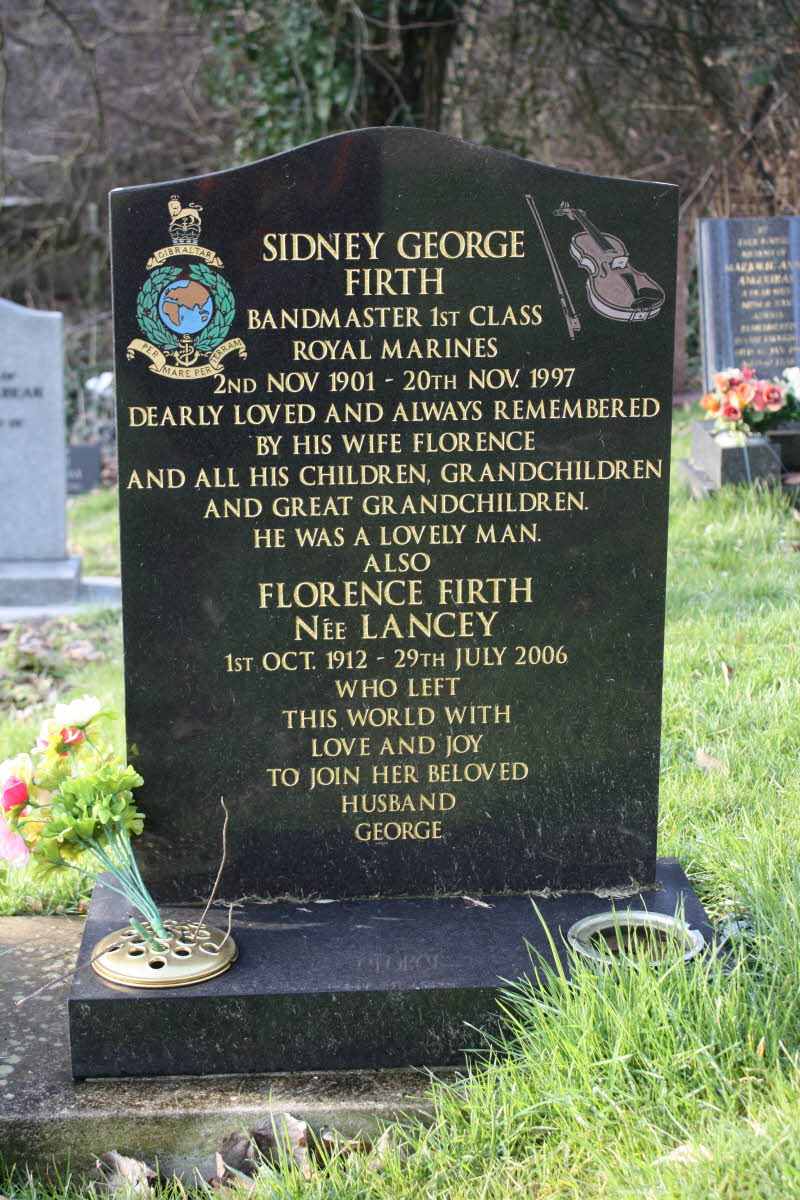 GIBRALTAR
PER MARE PER TERRAM
SIDNEY GEORGE
FIRTH
BANDMASTER 1ST CLASS
ROYAL MARINES
2ND NOV 1901 - 20TH NOV. 1997
DEARLY LOVED AND ALWAYS REMEMBERED
BY HIS WIFE FLORENCE
AND ALL HIS CHILDREN, GRANDCHILDREN
AND GREAT GRANDCHILDREN.
HE WAS A LOVELY MAN.
ALSO
FLORENCE FIRTH
NÉE LANCEY
1ST OCT. 1912 - 29TH JULY 2006
WHO LEFT
THIS WORLD WITH
LOVE AND JOY
TO JOIN HER BELOVED
HUSBAND
GEORGE